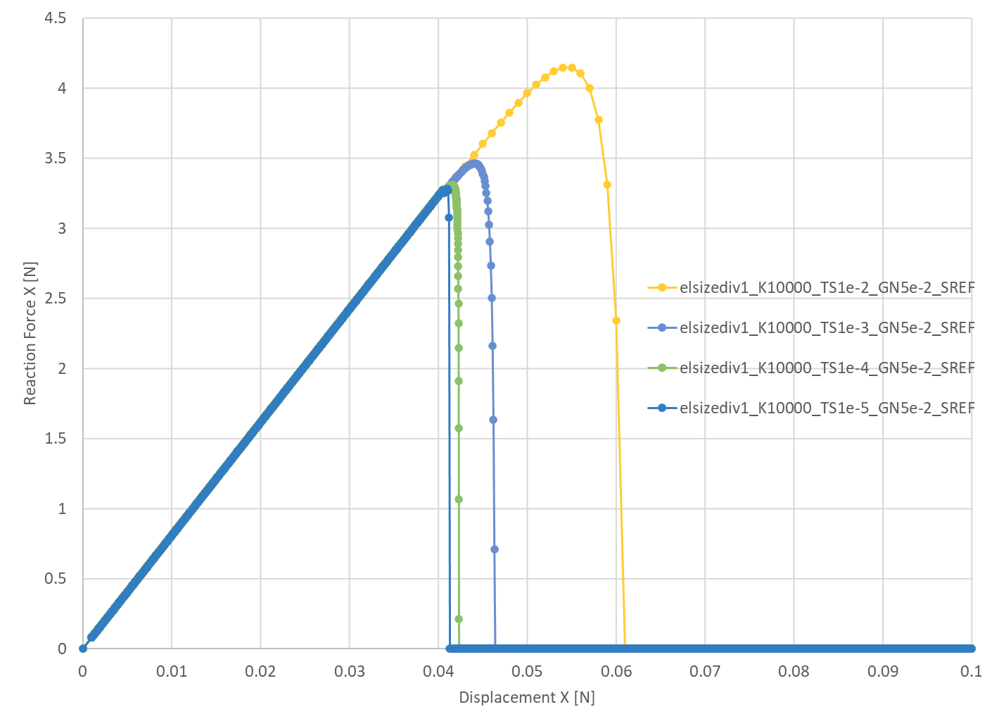 4.5
4
3.5
3
2.5
2
1.5
1
0.5
0
Reaction Force X [N]
elsizediv1_K10000_TS1e-2_GN5e-2_SREF
elsizediv1_K10000_TS1e-3_GN5e-2_SREF
elsizediv1_K10000_TS1e-4_GN5e-2_SREF
elsizediv1_K10000_TS1e-5_GN5e-2_SREF
0 0.01 0.02 0.03 0.04 0.05 0.06 0.07 0.08 0.09 0.1
Displacement X [N]